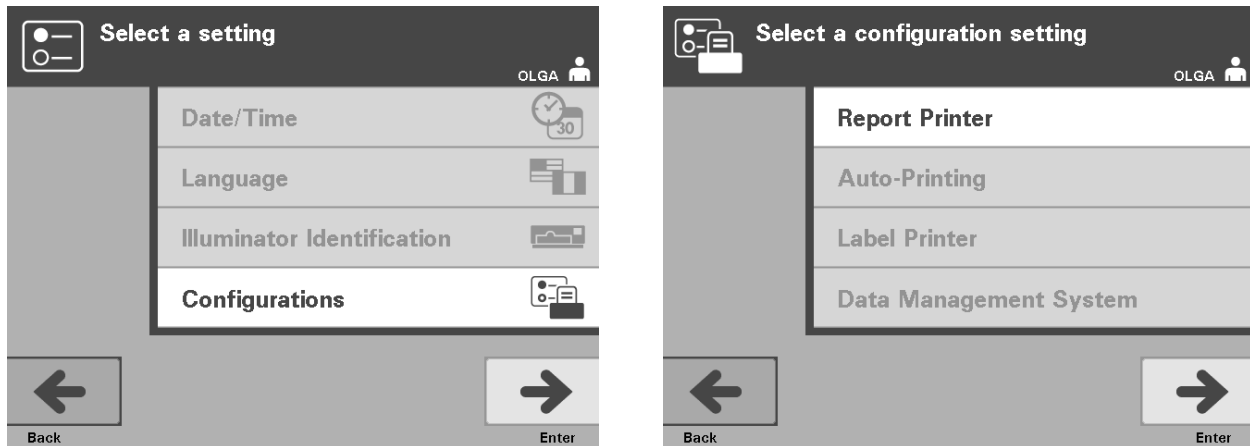 Select a setting
OLGA
Date/Time
30
Language
Illuminator Identification
Configurations
Back
Enter
Select a configuration setting
OLGA
Report Printer
Auto-Printing
Label Printer
Data Management System
Back
Enter